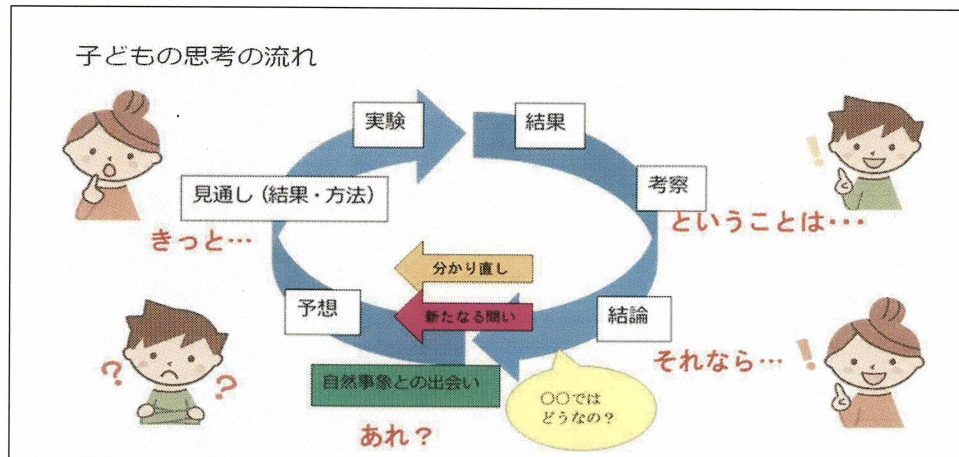 子どもの思考の流れ
実験
結果
見通し（結果・方法）
考察
きっと…
ということは・・・
分かり直し
予想
新たなる問い
結論
？
？
自然事象との出会い
〇〇では
どうなの？
それなら…
！
！
あれ？